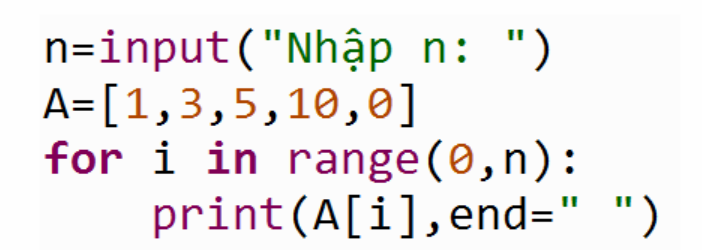 n=input("Nhập n: ")
A=[1,3,5,10,0]
for i in range(0,n):
    print(A[i],end=" ")